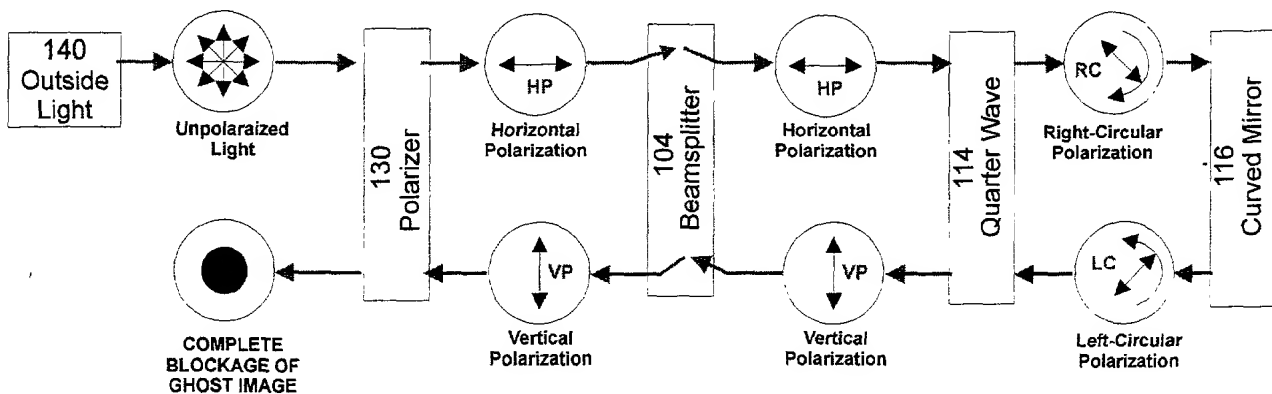 140
Outside
Light
Unpolaraized
Light
130
Polarizer
HP
Horizontal
Polarization
104
Beamsplitter
HP
Horizontal
Polarization
114
Quarter Wave
RC
Right-Circular
Polarization
116
Curved Mirror
COMPLETE
BLOCKAGE OF
GHOST IMAGE
VP
Vertical
Polarization
VP
Vertical
Polarization
LC
Left-Circular
Polarization